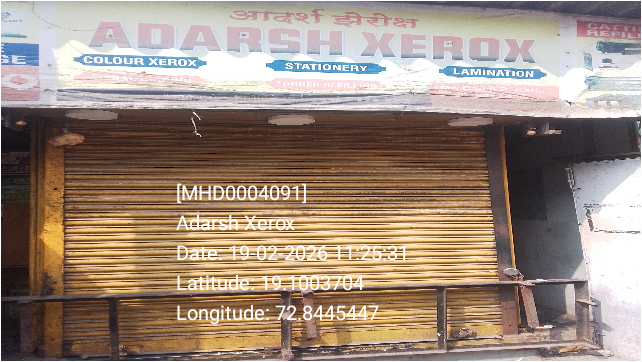 आदर्श झेरोक्ष
ADARSH XEROX
COLOUR XEROX
STATIONERY
LAMINATION
[MHD0004091]
Adarsh Xerox
Date. 19-02-2026 11:25:31
Latitude: 19.1003704
Longitude: 72.8445447